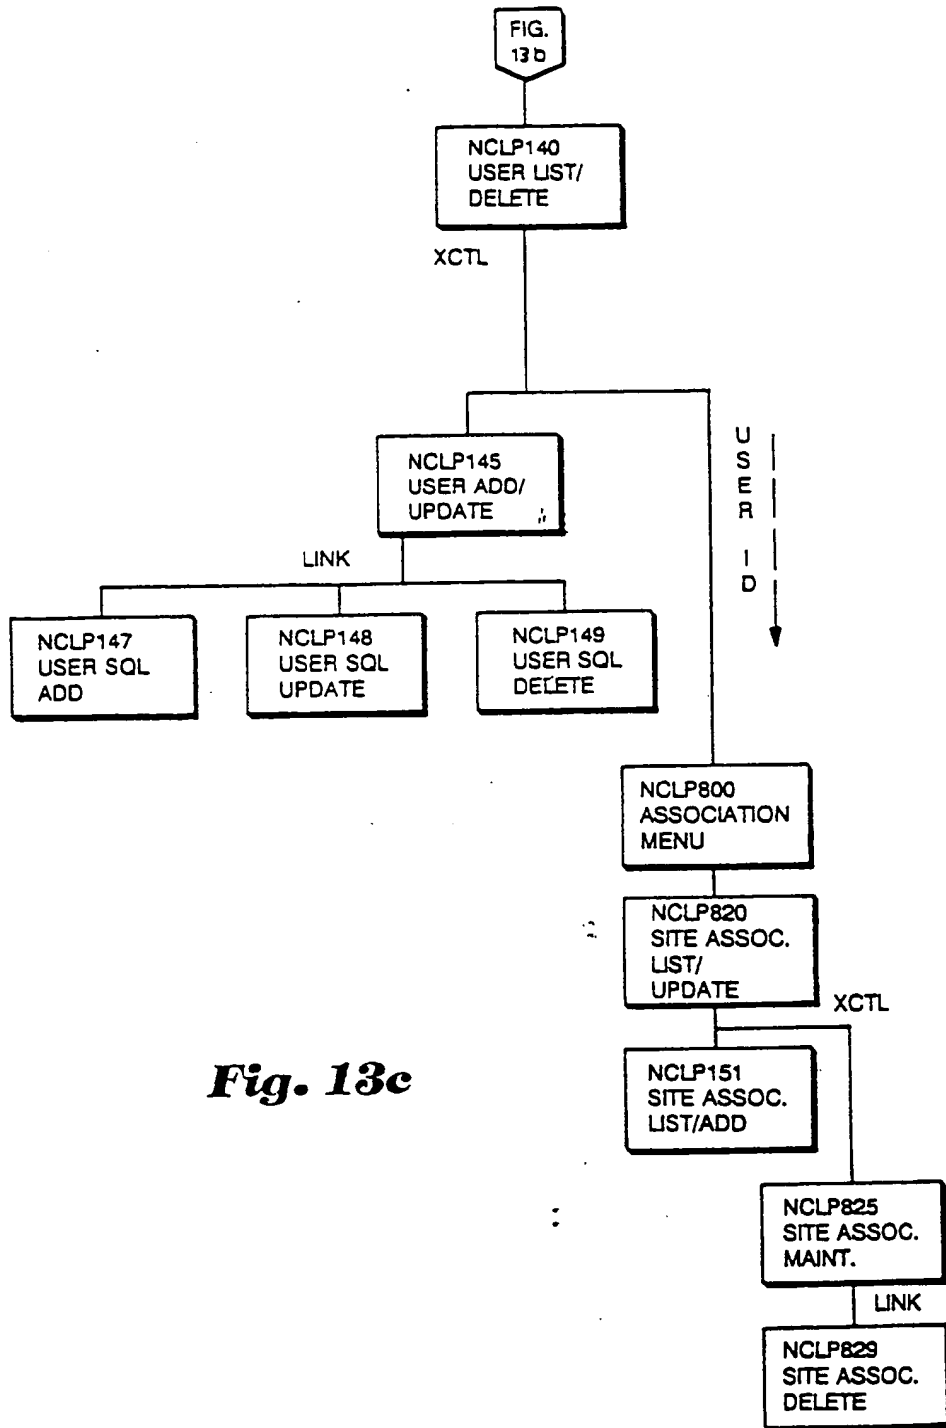 FIG.
13b
NCLP140
USER LIST/
DELETE
XCTL
NCLP145
USER ADD/
UPDATE
USER ID
LINK
NCLP147
USER SQL
ADD
NCLP148
USER SQL
UPDATE
NCLP149
USER SQL
DELETE
NCLP800
ASSOCIATION
MENU
NCLP820
SITE ASSOC.
LIST/
UPDATE
XCTL
NCLP151
SITE ASSOC.
LIST/ADD
Fig. 13c
NCLP825
SITE ASSOC.
MAINT.
LINK
NCLP829
SITE ASSOC.
DELETE